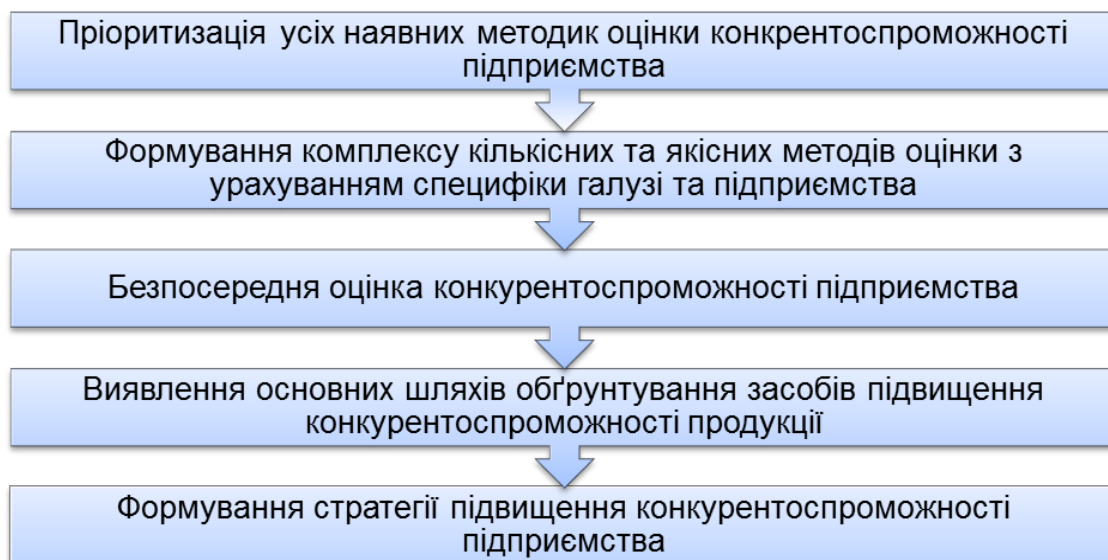 Пріоритизація усіх наявних методик оцінки конкрентоспроможності
підприємства
Формування комплексу кількісних та якісних методів оцінки з
урахуванням специфіки галузі та підприємства
Безпосередня оцінка конкурентоспроможності підприємства
Виявлення основних шляхів обґрунтування засобів підвищення
конкурентоспроможності продукції
Формування стратегії підвищення конкурентоспроможності
підприємства